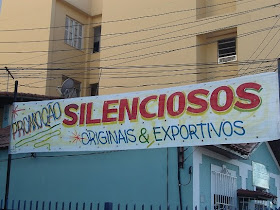 PROMOÇÃO
SILENCIOSOS
ORIGINAIS & EXPORTIVOS